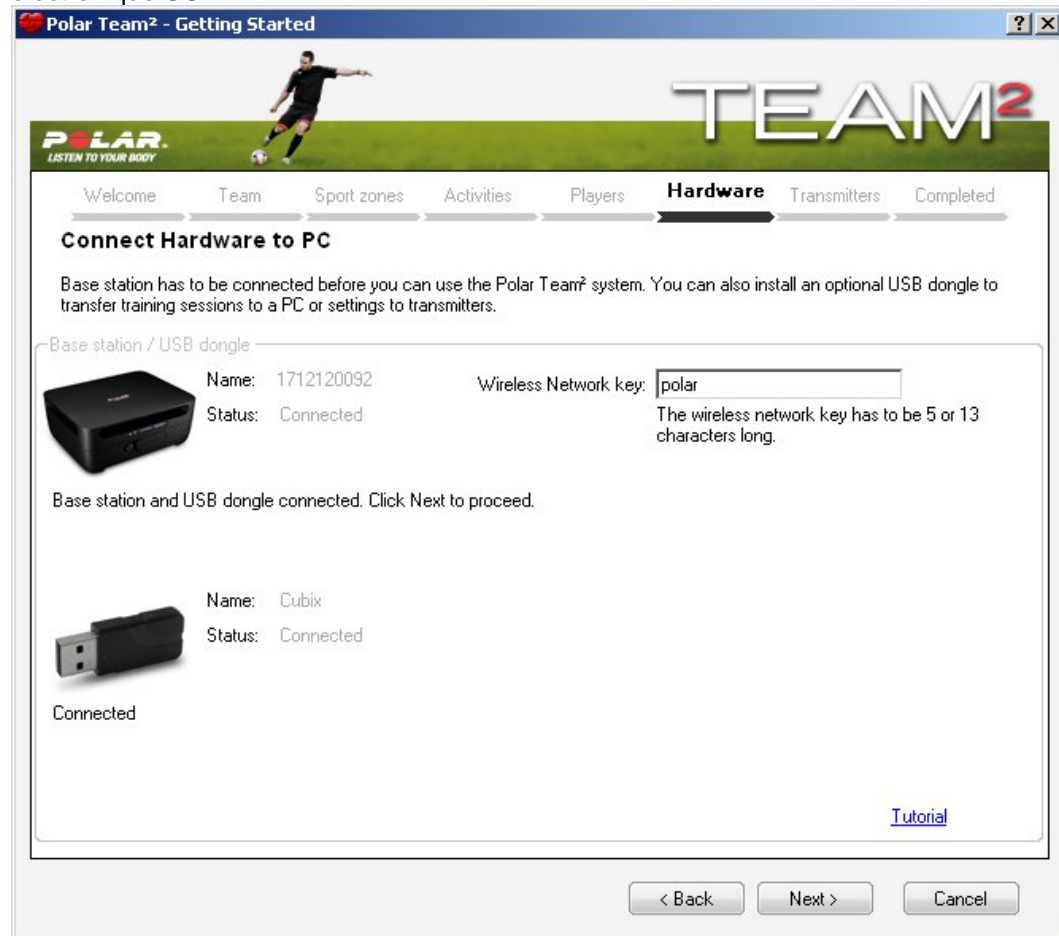 Polar Team² - Getting Started
TEAM²
POLAR.
LISTEN TO YOUR BODY
Welcome Team Sport zones Activities Players Hardware Transmitters Completed
Connect Hardware to PC
Base station has to be connected before you can use the Polar Team² system. You can also install an optional USB dongle to
transfer training sessions to a PC or settings to transmitters.
Base station / USB dongle
Name: 1712120092 Wireless Network key: polar
Status: Connected The wireless network key has to be 5 or 13
characters long.
Base station and USB dongle connected. Click Next to proceed.
Name: Cubix
Status: Connected
Connected
Tutorial
< Back Next > Cancel